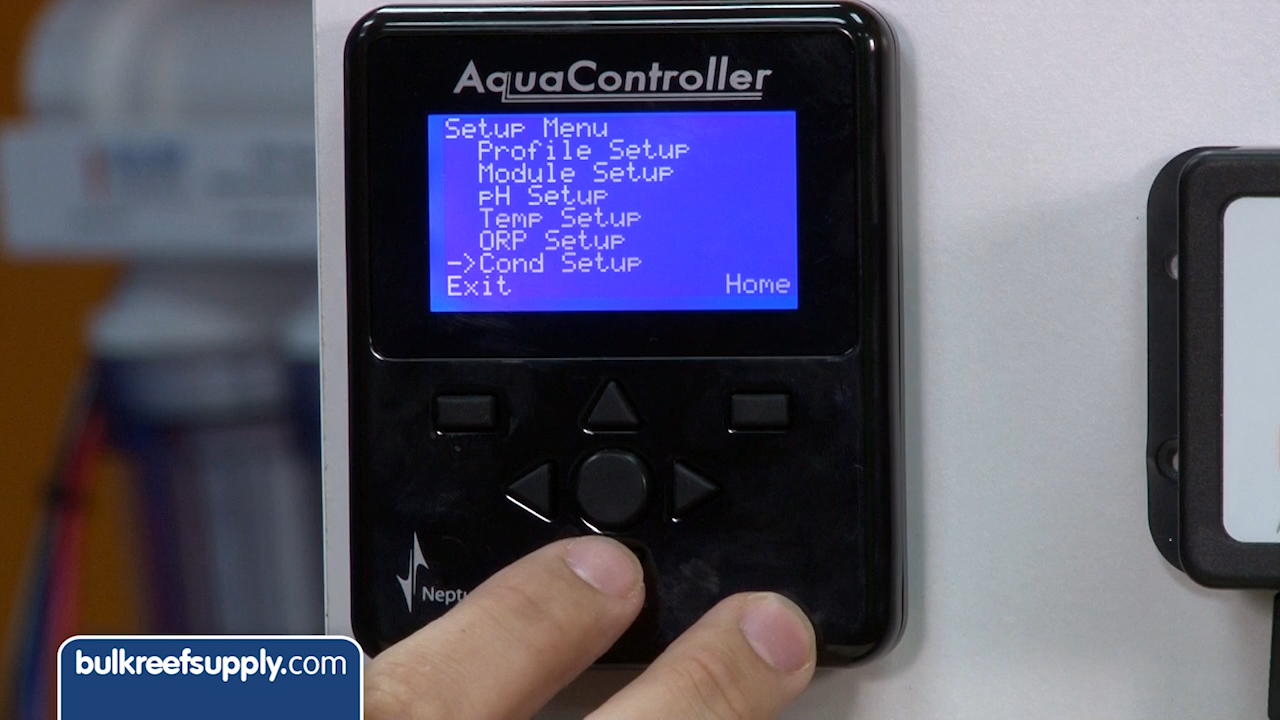 AquaController
Setup Menu
Profile Setup
Module Setup
pH Setup
Temp Setup
ORP Setup
->Cond Setup
Exit Home
bulkreefsupply.com